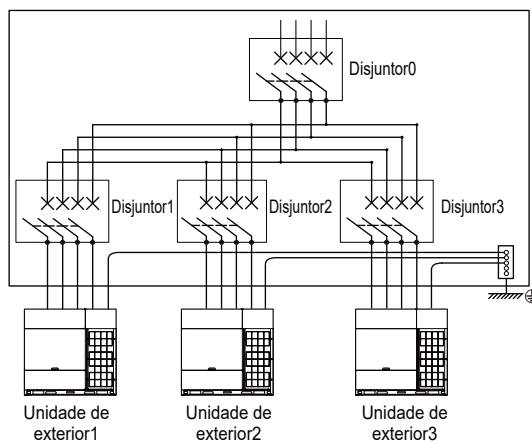 Disjuntor0
Disjuntor1
Disjuntor2
Disjuntor3
Unidade de
exterior1
Unidade de
exterior2
Unidade de
exterior3